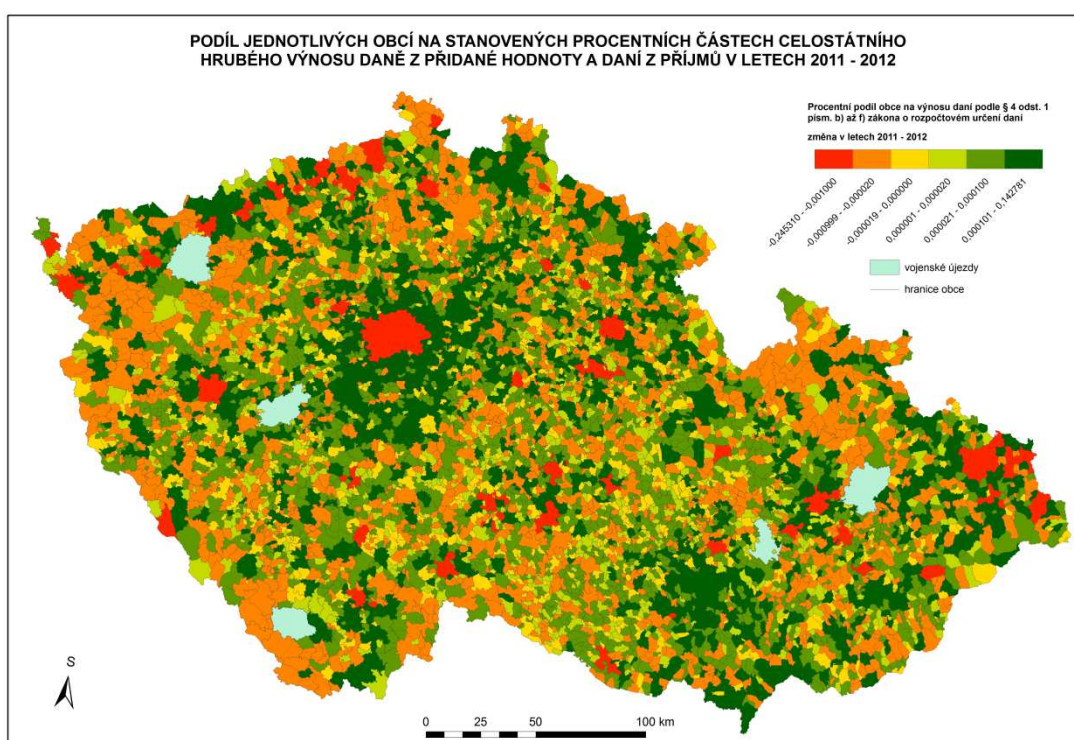 PODÍL JEDNOTLIVÝCH OBCÍ NA STANOVENÝCH PROCENTNÍCH ČÁSTECH CELOSTÁTNÍHO
HRUBÉHO VÝNOSU DANĚ Z PŘIDANÉ HODNOTY A DANÍ Z PŘÍJMŮ V LETECH 2011 - 2012
Procentní podíl obce na výnosu daní podle § 4 odst. 1
písm. b) až f) zákona o rozpočtovém určení daní
změna v letech 2011 - 2012
-0,245310 - -0,001000
-0,000999 - -0,000020
-0,000019 - 0,000000
0,000001 - 0,000020
0,000021 - 0,000100
0,000101 - 0,142781
vojenské újezdy
hranice obce
S
0 25 50 100 km